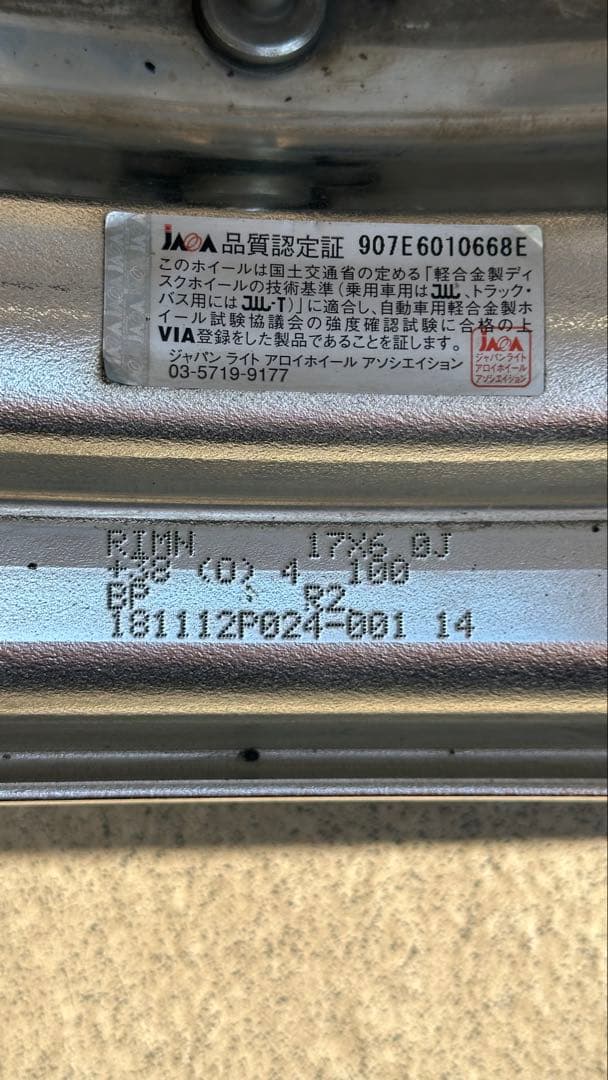 JAWA 品質認定証 907E6010668E
このホイールは国土交通省の定める「軽合金製ディ
スクホイールの技術基準(乗用車用はJWL、トラック・
バス用にはJWL-T)」に適合し、自動車用軽合金製ホ
イール試験協議会の強度確認試験に合格の上
VIA登録をした製品であることを証します。
ジャパン ライト アロイホイール アソシエイション
03-5719-9177
JAWA
ジャパンライト
アロイホイール
アソシエイション
RIMN 17X6.0J
+38 (O) 4 100
BP R2
181112P024-001 14